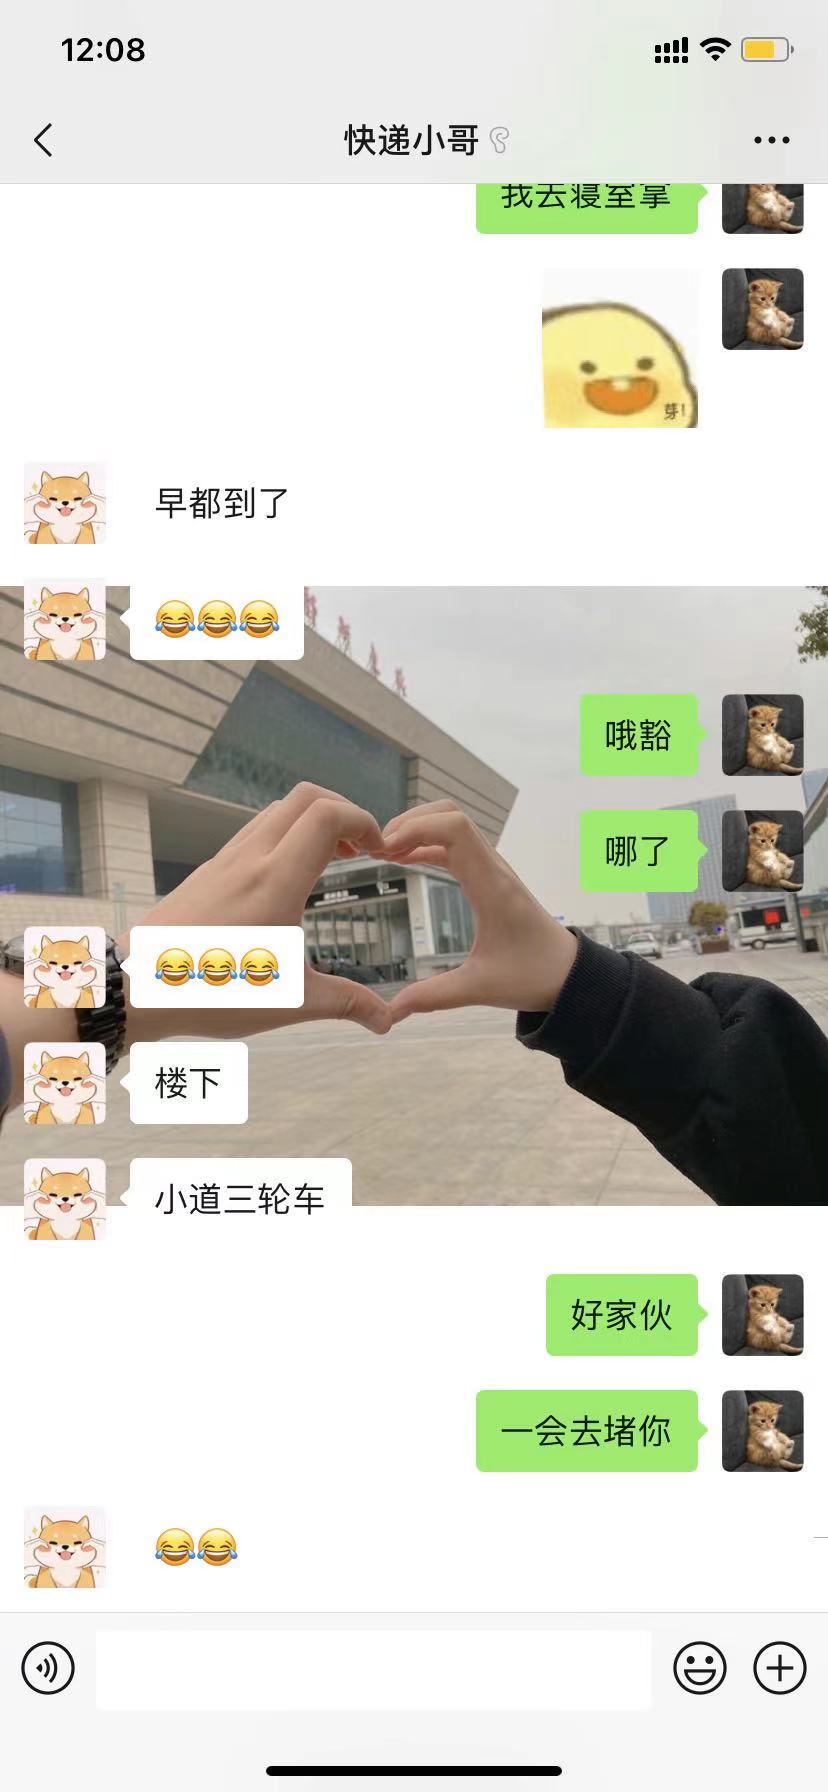 12:08
快递小哥
我去寝室拿
芽!
早都到了
😂😂😂
哦豁
哪了
😂😂😂
楼下
小道三轮车
好家伙
一会去堵你
😂😂